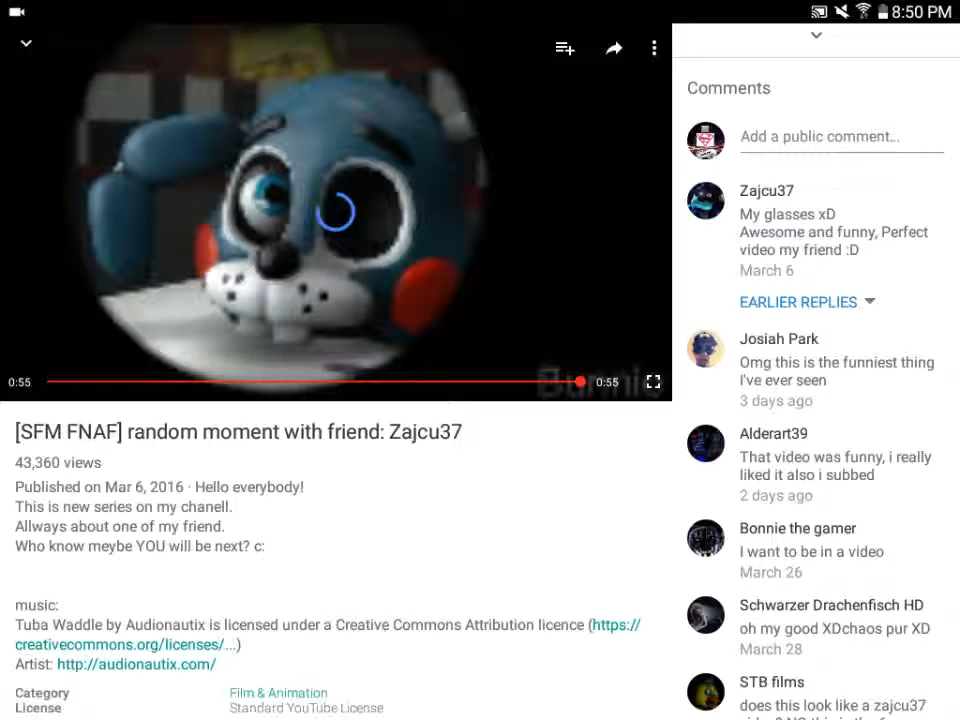 8:50 PM
0:55
0:55
[SFM FNAF] random moment with friend: Zajcu37
43,360 views
Published on Mar 6, 2016 · Hello everybody!
This is new series on my chanell.
Allways about one of my friend.
Who know meybe YOU will be next? c:
music:
Tuba Waddle by Audionautix is licensed under a Creative Commons Attribution licence (https://
creativecommons.org/licenses/...)
Artist: http://audionautix.com/
Category Film & Animation
License Standard YouTube License
Comments
Add a public comment...
Zajcu37
My glasses xD
Awesome and funny, Perfect
video my friend :D
March 6
EARLIER REPLIES
Josiah Park
Omg this is the funniest thing
I've ever seen
3 days ago
Alderart39
That video was funny, i really
liked it also i subbed
2 days ago
Bonnie the gamer
I want to be in a video
March 26
Schwarzer Drachenfisch HD
oh my good XDchaos pur XD
March 28
STB films
does this look like a zajcu37